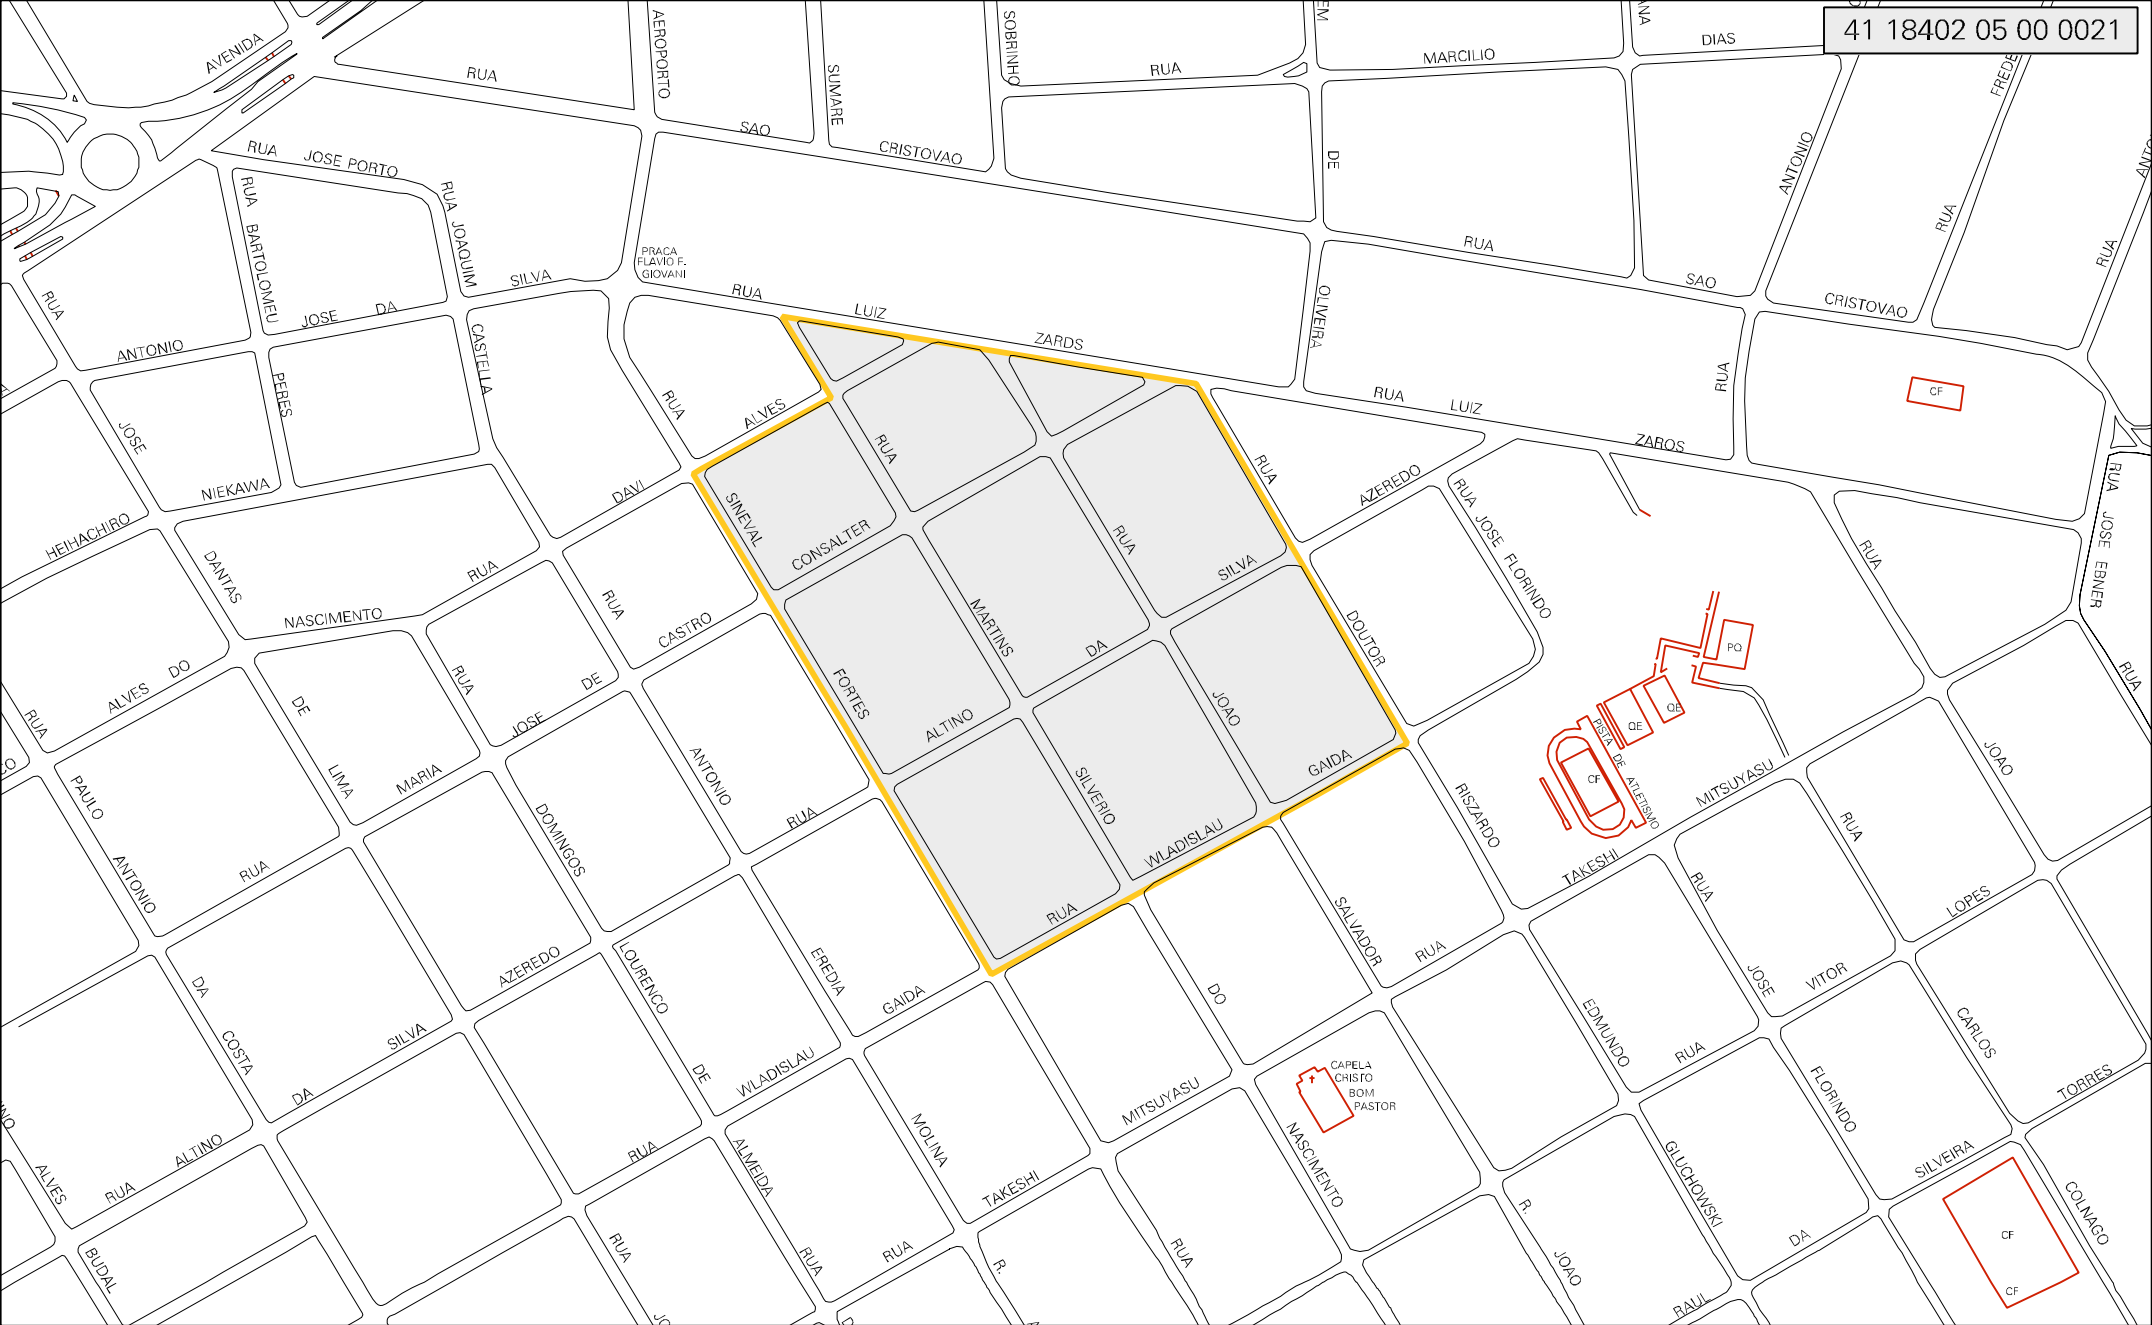 41 18402 05 00 0021
AVENIDA
RUA
AEROPORTO
SUMARE
SOBRINHO
RUA
EM
MARCILIO
DIAS
RUA JOSE PORTO
SAO
CRISTOVAO
DE
ANTONIO
FREDE
RUA
RUA
RUA BARTOLOMEU
RUA JOAQUIM
PRACA
FLAVIO F.
GIOVANI
RUA
SAO
CRISTOVAO
RUA
ANTONIO
JOSE
DA
SILVA
RUA
LUIZ
ZARDS
OLIVEIRA
RUA
CF
PERES
CASTELLA
RUA
ALVES
RUA
LUIZ
ZAROS
JOSE
NIEKAWA
HEIHACHIRO
DAVI
SINEVAL
CONSALTER
RUA
RUA
SILVA
RUA
AZEREDO
RUA JOSE FLORINDO
RUA
RUA JOSE EBNER
DANTAS
NASCIMENTO
RUA
RUA
CASTRO
MARTINS
DA
DOUTOR
PQ
RUA
ALVES
DO
RUA
DE
LIMA
RUA
JOSE
DE
FORTES
ALTINO
JOAO
GAIDA
QE
QE
PISTA DE ATLETISMO
CF
RUA
JOAO
PAULO
MARIA
ANTONIO
RUA
SILVERIO
WLADISLAU
RISZARDO
MITSUYASU
TAKESHI
RUA
ANTONIO
RUA
DOMINGOS
RUA
SALVADOR
RUA
RUA
LOPES
DA
COSTA
SILVA
DA
AZEREDO
LOURENCO
EREDIA
GAIDA
DO
EDMUNDO
RUA
JOSE
VITOR
CARLOS
ALVES
RUA
ALTINO
DE
WLADISLAU
MOLINA
MITSUYASU
CAPELA
CRISTO
BOM
PASTOR
NASCIMENTO
FLORINDO
TORRES
RUA
ALMEIDA
TAKESHI
GLUCHOWSKI
SILVEIRA
COLNAGO
BUDAL
RUA
RUA
RUA
R.
RUA
R.
JOAO
DA
RAUL
CF
CF